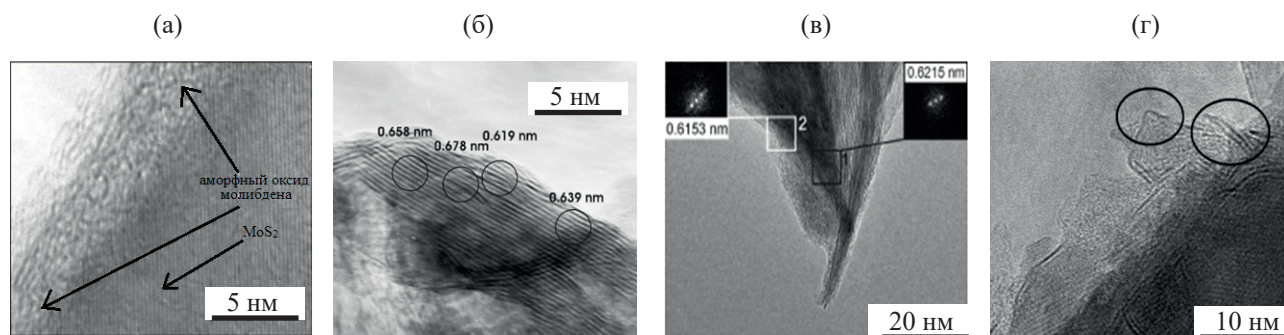 (а)
(б)
(в)
(г)
аморфный оксид
молибдена
MoS2
5 нм
5 нм
0.658 nm
0.678 nm
0.619 nm
0.639 nm
0.6153 nm
2
1
0.6215 nm
20 нм
10 нм